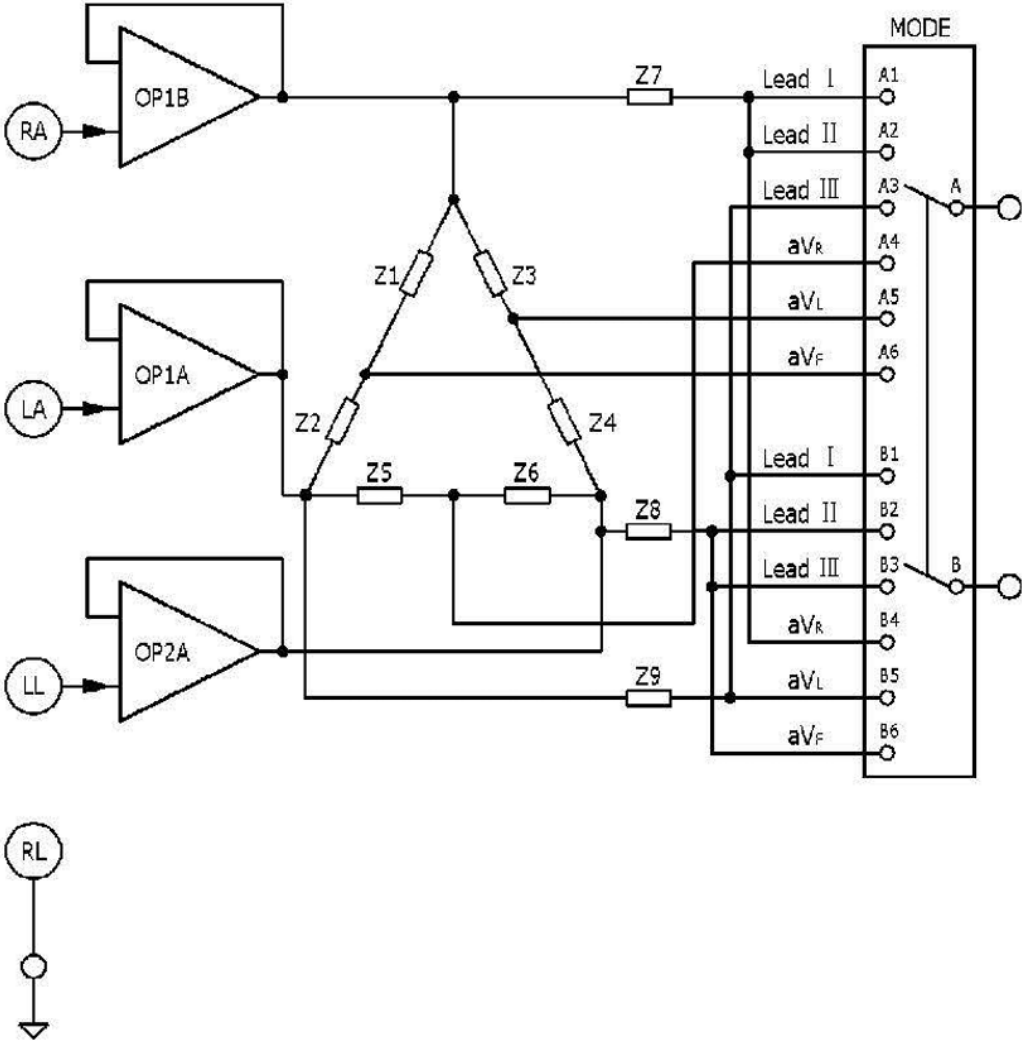 MODE
OP1B
RA
Z7
Lead Ⅰ A1
Lead Ⅱ A2
Lead Ⅲ A3 A
aVR A4
Z1 Z3
aVL A5
OP1A
aVF A6
LA
Z2 Z4
Lead Ⅰ B1
Z5 Z6
Z8 Lead Ⅱ B2
Lead Ⅲ B3 B
aVR B4
OP2A
LL
Z9 aVL B5
aVF B6
RL